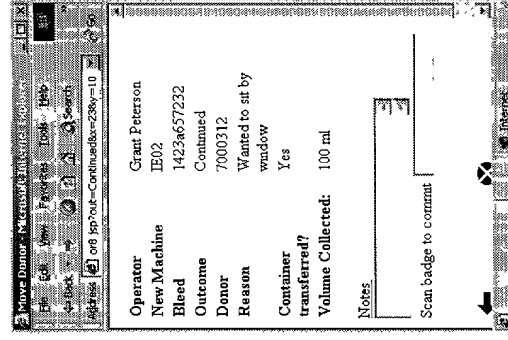 Move Donor - Microsoft Internet Explorer
File Edit View Favorites Tools Help
Back Search
Address or8 jsp?out=Continued&x=23&y=10 Go
Operator Grant Peterson
New Machine IE02
Bleed 1423a657232
Outcome Continued
Donor 7000312
Reason Wanted to sit by
window
Container
transferred? Yes
Volume Collected: 100 ml
Notes
Scan badge to commit
Internet